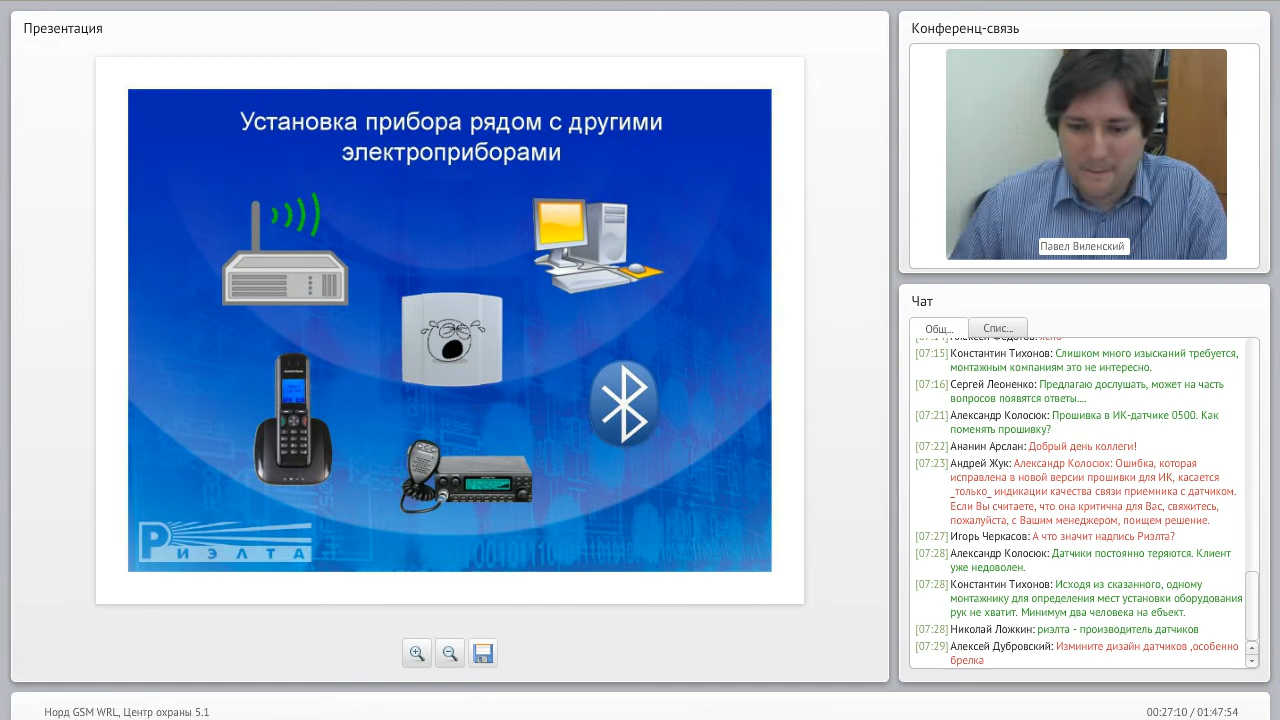 Презентация
Установка прибора рядом с другими
электроприборами
РИЭЛТА
Конференц-связь
Павел Виленский
Чат
Общ...
Спис...
[07:15] Константин Тихонов: Слишком много изысканий требуется,
монтажным компаниям это не интересно.
[07:16] Сергей Леоненко: Предлагаю дослушать, может на часть
вопросов появятся ответы....
[07:21] Александр Колосюк: Прошивка в ИК-датчике 0500. Как
поменять прошивку?
[07:22] Ананин Арслан: Добрый день коллеги!
[07:23] Андрей Жук: Александр Колосюк: Ошибка, которая
исправлена в новой версии прошивки для ИК, касается
_только_ индикации качества связи приемника с датчиком.
Если Вы считаете, что она критична для Вас, свяжитесь,
пожалуйста, с Вашим менеджером, поищем решение.
[07:27] Игорь Черкасов: А что значит надпись Риэлта?
[07:28] Александр Колосюк: Датчики постоянно теряются. Клиент
уже недоволен.
[07:28] Константин Тихонов: Исходя из сказанного, одному
монтажнику для определения мест установки оборудования
рук не хватит. Минимум два человека на ебъект.
[07:28] Николай Ложкин: риэлта - производитель датчиков
[07:29] Алексей Дубровский: Измините дизайн датчиков ,особенно
брелка
Норд GSM WRL, Центр охраны 5.1
00:27:10 / 01:47:54